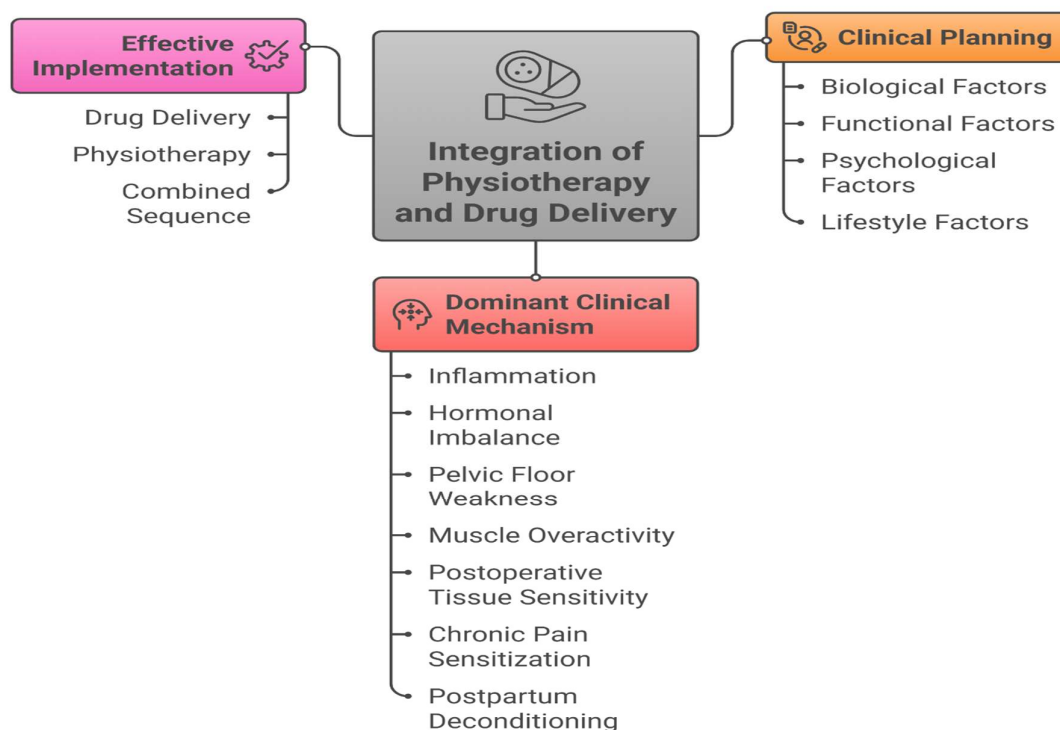 Effective
Implementation
Drug Delivery
Physiotherapy
Combined
Sequence
Integration of
Physiotherapy
and Drug Delivery
Clinical Planning
Biological Factors
Functional Factors
Psychological
Factors
Lifestyle Factors
Dominant Clinical
Mechanism
Inflammation
Hormonal
Imbalance
Pelvic Floor
Weakness
Muscle Overactivity
Postoperative
Tissue Sensitivity
Chronic Pain
Sensitization
Postpartum
Deconditioning